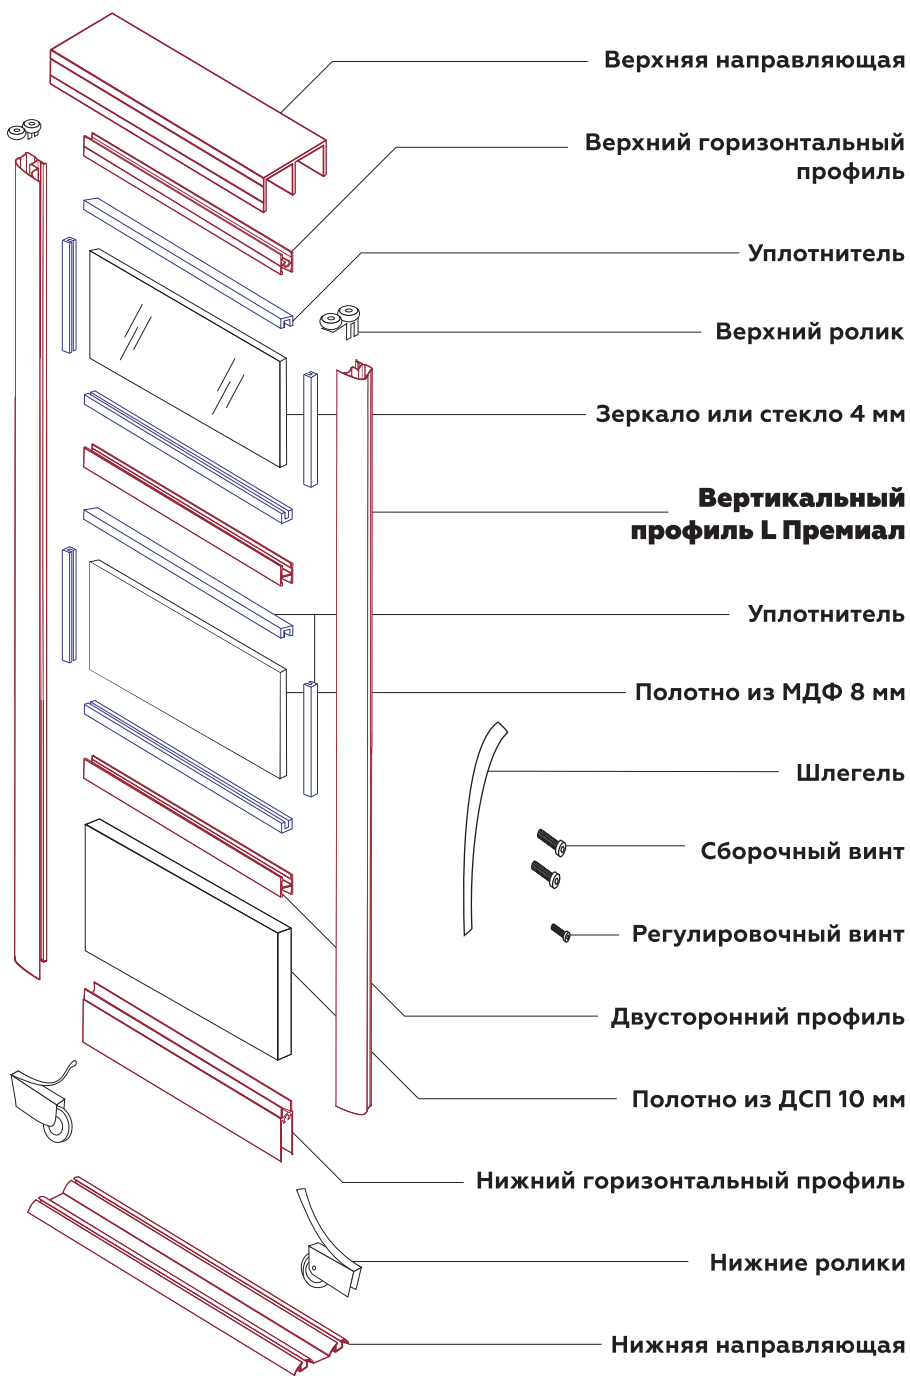 Верхняя направляющая
Верхний горизонтальный
профиль
Уплотнитель
Верхний ролик
Зеркало или стекло 4 мм
Вертикальный
профиль L Премиал
Уплотнитель
Полотно из МДФ 8 мм
Шлегель
Сборочный винт
Регулировочный винт
Двусторонний профиль
Полотно из ДСП 10 мм
Нижний горизонтальный профиль
Нижние ролики
Нижняя направляющая